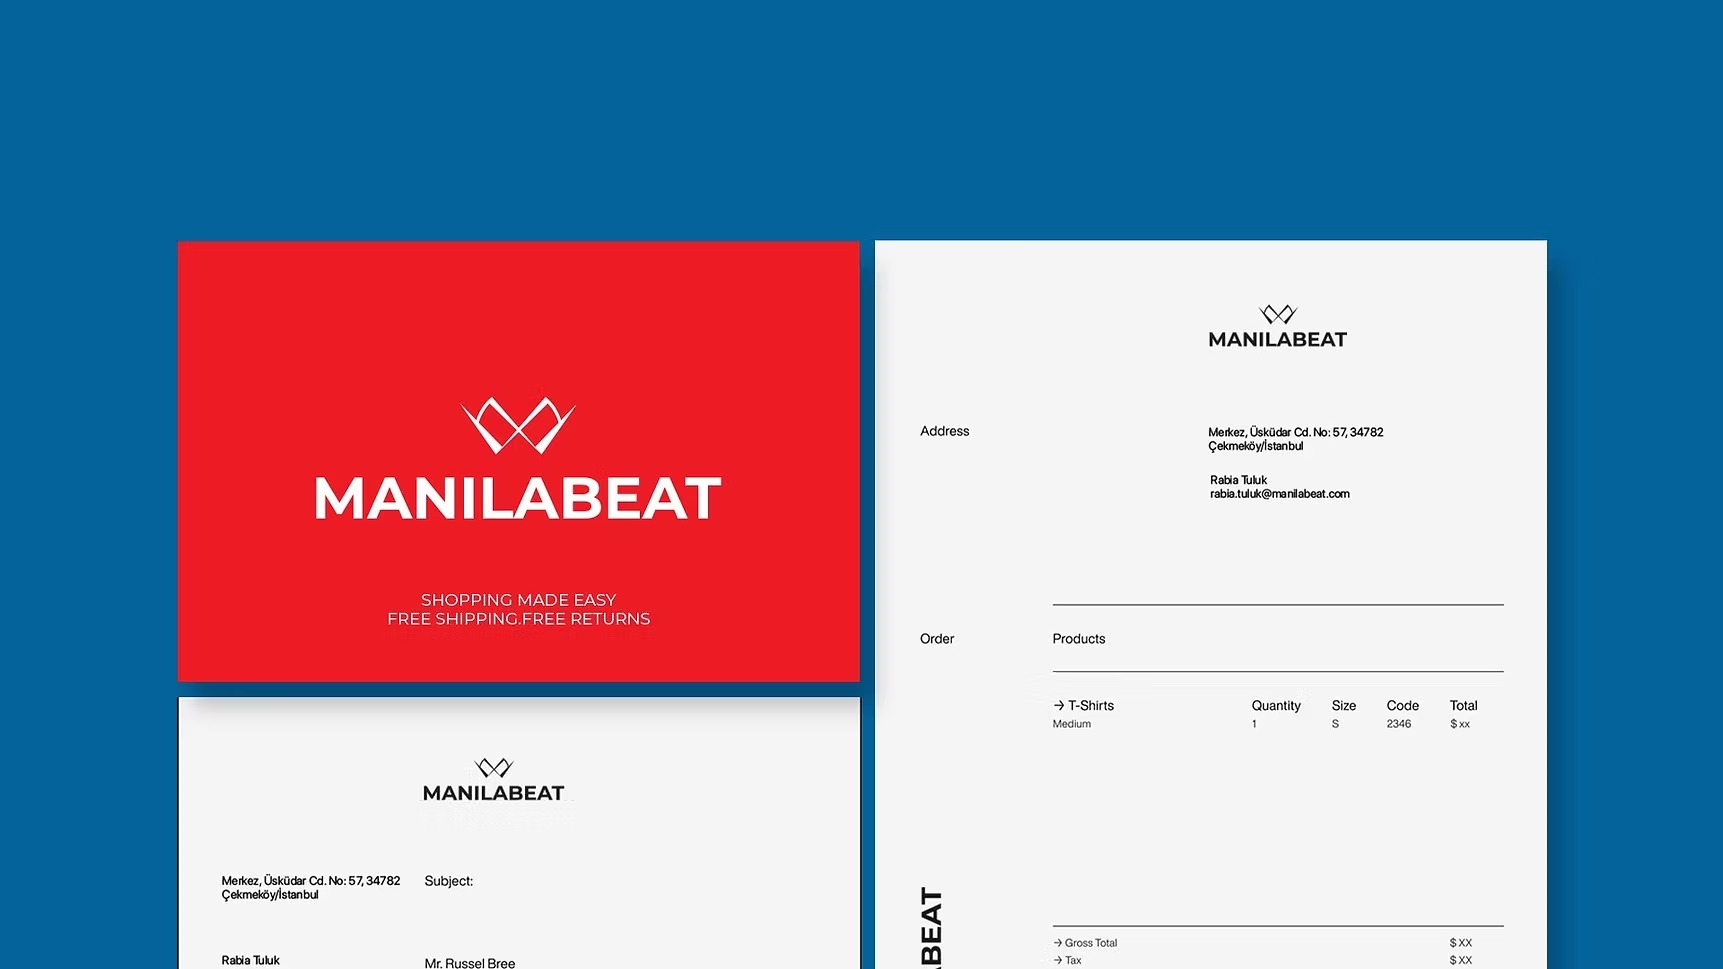 MANILABEAT
SHOPPING MADE EASY
FREE SHIPPING.FREE RETURNS
MANILABEAT
Merkez, Üsküdar Cd. No: 57, 34782
Çekmeköy/İstanbul
Subject:
Rabia Tuluk
Mr. Russel Bree
MANILABEAT
Address
Merkez, Üsküdar Cd. No: 57, 34782
Çekmeköy/İstanbul
Rabia Tuluk
rabia.tuluk@manilabeat.com
Order
Products
→ T-Shirts Quantity Size Code Total
Medium 1 S 2346 $ xx
→ Gross Total $ XX
→ Tax $ XX
ABEAT